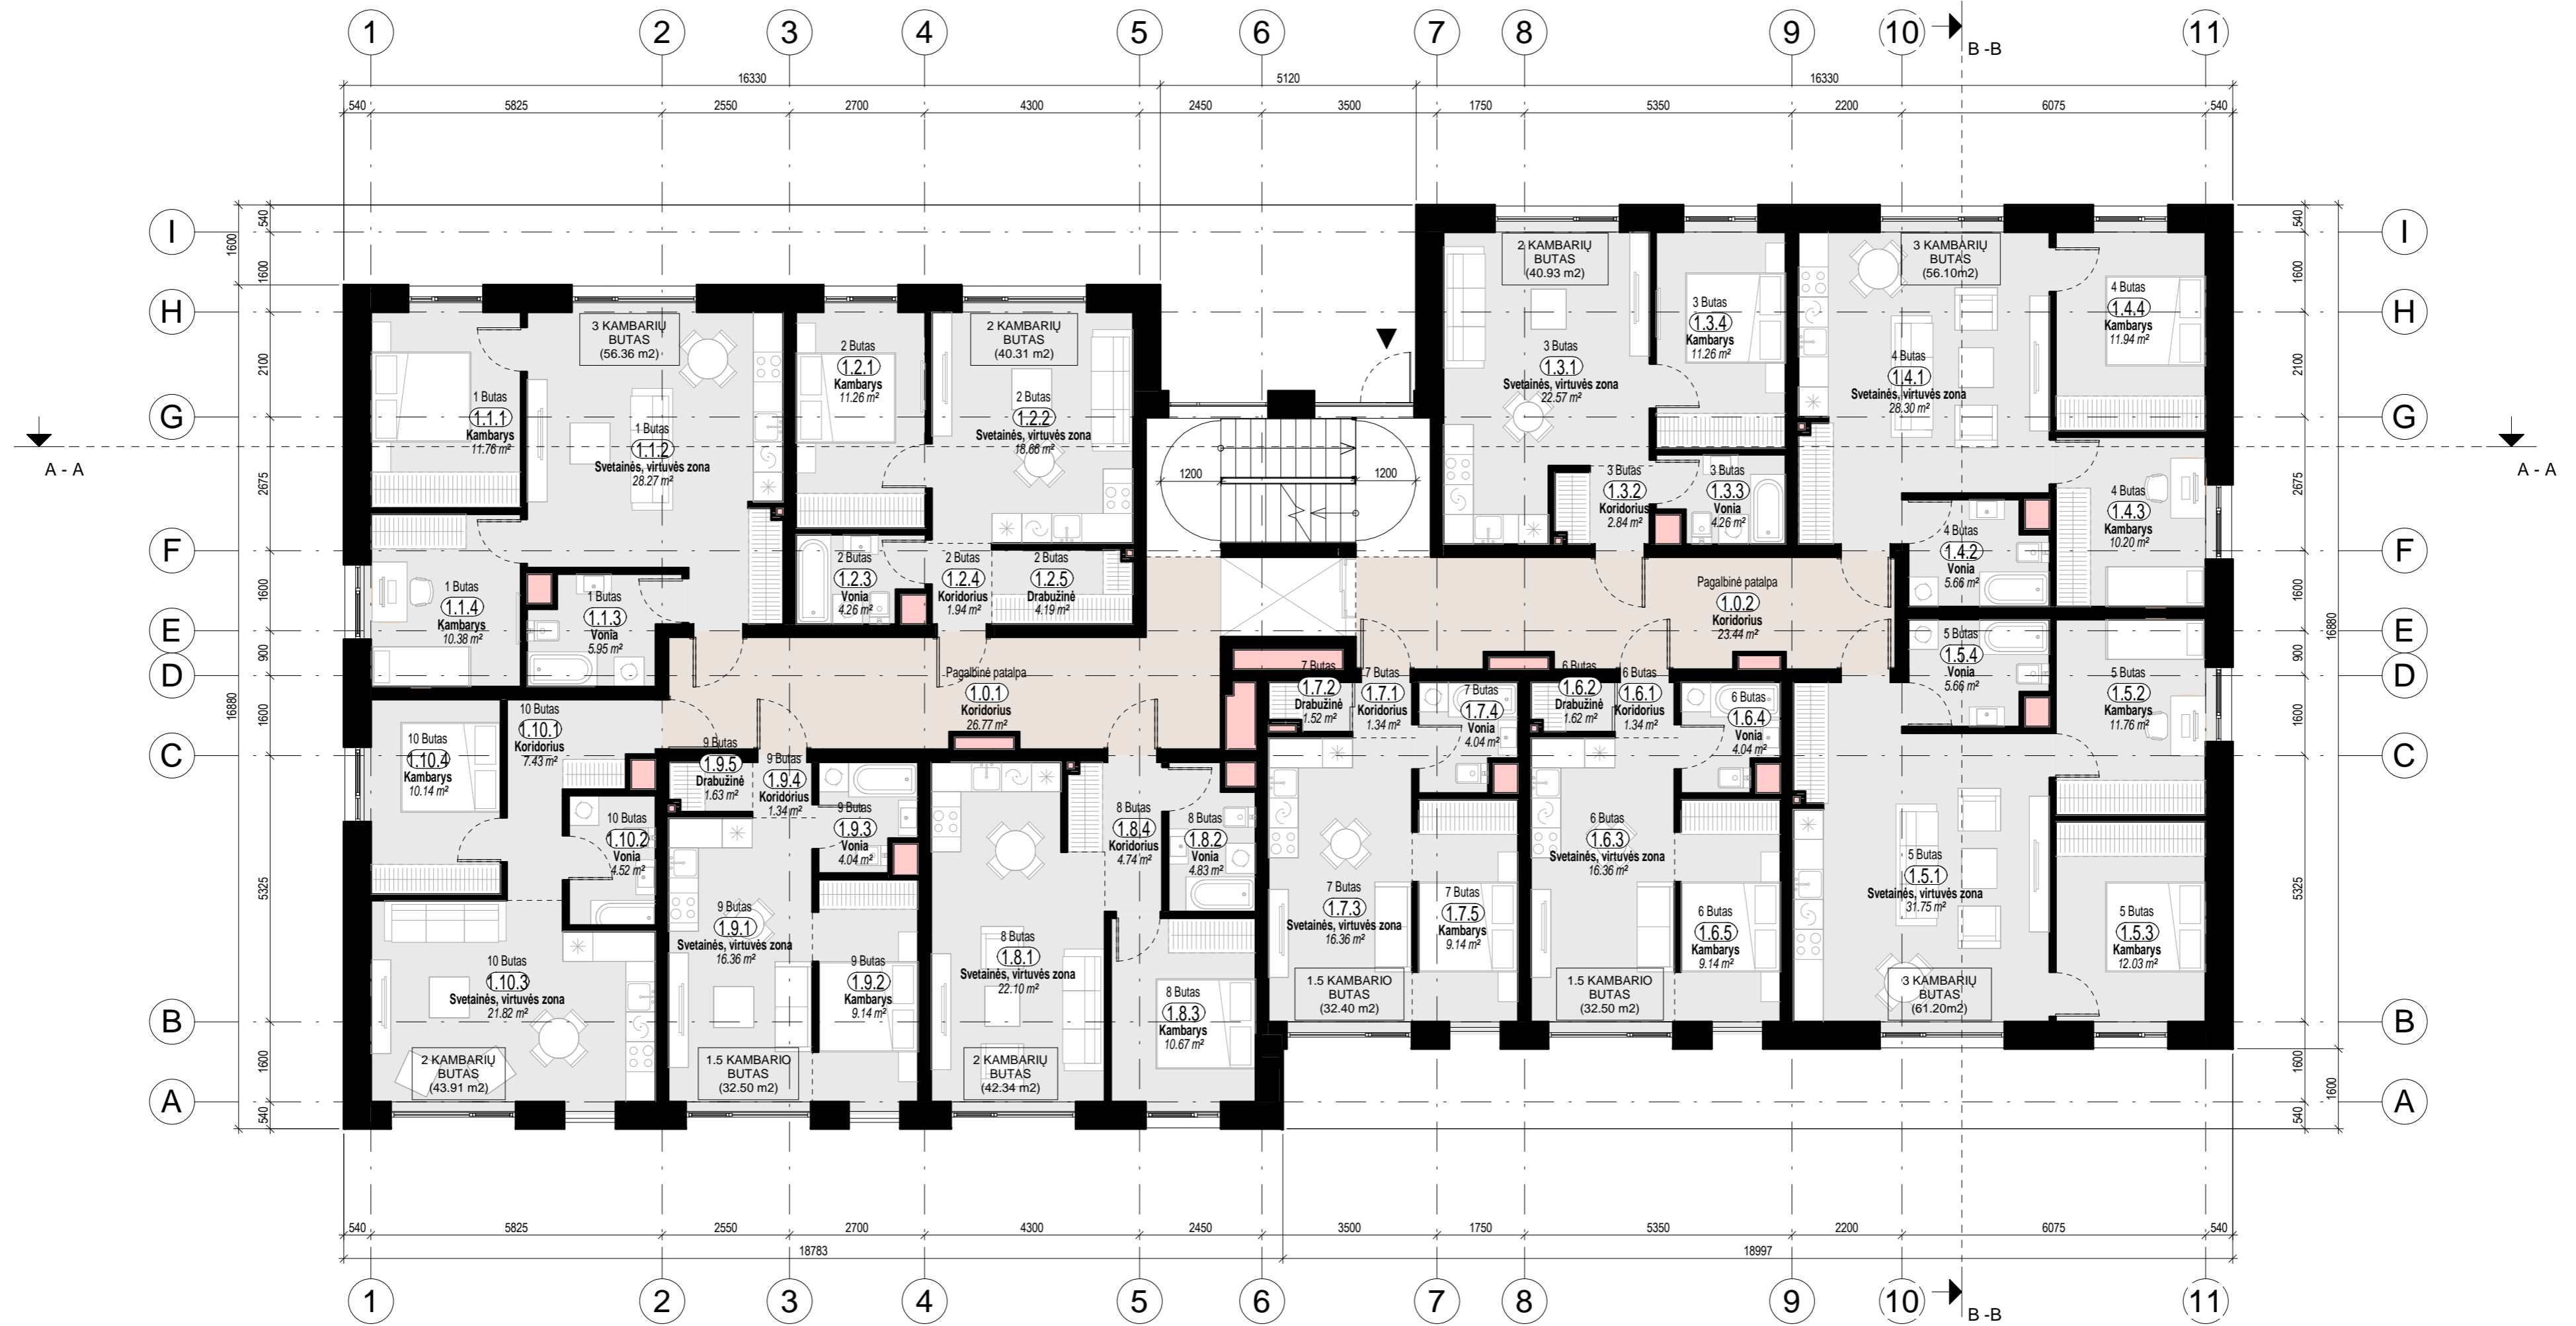 1 2 3 4 5 6 7 8 9 10 11
B -B
16330 5120 16330
540 5825 2550 2700 4300 2450 3500 1750 5350 2200 6075 540
I
H
G
F
E
D
C
B
A
540
1600
1600
2100
2675
1600
900
16880
1600
5325
1600
540
A - A
3 KAMBARIŲ
BUTAS
(56.36 m2)
1 Butas
1.1.1
Kambarys
11.76 m²
1 Butas
1.1.2
Svetainės, virtuvės zona
28.27 m²
1 Butas
1.1.3
Vonia
5.95 m²
1 Butas
1.1.4
Kambarys
10.38 m²
2 KAMBARIŲ
BUTAS
(40.31 m2)
2 Butas
1.2.1
Kambarys
11.26 m²
2 Butas
1.2.2
Svetainės, virtuvės zona
18.66 m²
2 Butas
1.2.3
Vonia
4.26 m²
2 Butas
1.2.4
Koridorius
1.94 m²
2 Butas
1.2.5
Drabužinė
4.19 m²
1200
1200
2 KAMBARIŲ
BUTAS
(40.93 m2)
3 Butas
1.3.1
Svetainės, virtuvės zona
22.57 m²
3 Butas
1.3.4
Kambarys
11.26 m²
3 Butas
1.3.2
Koridorius
2.84 m²
3 Butas
1.3.3
Vonia
4.26 m²
3 KAMBARIŲ
BUTAS
(56.10m2)
4 Butas
1.4.1
Svetainės, virtuvės zona
28.30 m²
4 Butas
1.4.4
Kambarys
11.94 m²
4 Butas
1.4.2
Vonia
5.66 m²
4 Butas
1.4.3
Kambarys
10.20 m²
Pagalbinė patalpa
1.0.1
Koridorius
26.77 m²
Pagalbinė patalpa
1.0.2
Koridorius
23.44 m²
10 Butas
1.10.4
Kambarys
10.14 m²
10 Butas
1.10.1
Koridorius
7.43 m²
10 Butas
1.10.2
Vonia
4.52 m²
10 Butas
1.10.3
Svetainės, virtuvės zona
21.82 m²
2 KAMBARIŲ
BUTAS
(43.91 m2)
9 Butas
1.9.5
Drabužinė
1.63 m²
9 Butas
1.9.4
Koridorius
1.34 m²
9 Butas
1.9.3
Vonia
4.04 m²
9 Butas
1.9.1
Svetainės, virtuvės zona
16.36 m²
9 Butas
1.9.2
Kambarys
9.14 m²
1.5 KAMBARIO
BUTAS
(32.50 m2)
8 Butas
1.8.4
Koridorius
4.74 m²
8 Butas
1.8.2
Vonia
4.83 m²
8 Butas
1.8.1
Svetainės, virtuvės zona
22.10 m²
8 Butas
1.8.3
Kambarys
10.67 m²
2 KAMBARIŲ
BUTAS
(42.34 m2)
7 Butas
1.7.2
Drabužinė
1.52 m²
7 Butas
1.7.1
Koridorius
1.34 m²
7 Butas
1.7.4
Vonia
4.04 m²
7 Butas
1.7.3
Svetainės, virtuvės zona
16.36 m²
7 Butas
1.7.5
Kambarys
9.14 m²
1.5 KAMBARIO
BUTAS
(32.40 m2)
6 Butas
1.6.2
Drabužinė
1.62 m²
6 Butas
1.6.1
Koridorius
1.34 m²
6 Butas
1.6.4
Vonia
4.04 m²
6 Butas
1.6.3
Svetainės, virtuvės zona
16.36 m²
6 Butas
1.6.5
Kambarys
9.14 m²
1.5 KAMBARIO
BUTAS
(32.50 m2)
5 Butas
1.5.4
Vonia
5.66 m²
5 Butas
1.5.2
Kambarys
11.76 m²
5 Butas
1.5.1
Svetainės, virtuvės zona
31.75 m²
5 Butas
1.5.3
Kambarys
12.03 m²
3 KAMBARIŲ
BUTAS
(61.20m2)
I
H
G
F
E
D
C
B
A
540
1600
2100
2675
1600
900
16880
1600
5325
1600
1600
540
A - A
540 5825 2550 2700 4300 2450 3500 1750 5350 2200 6075 540
18783 18997
1 2 3 4 5 6 7 8 9 10 11
B -B